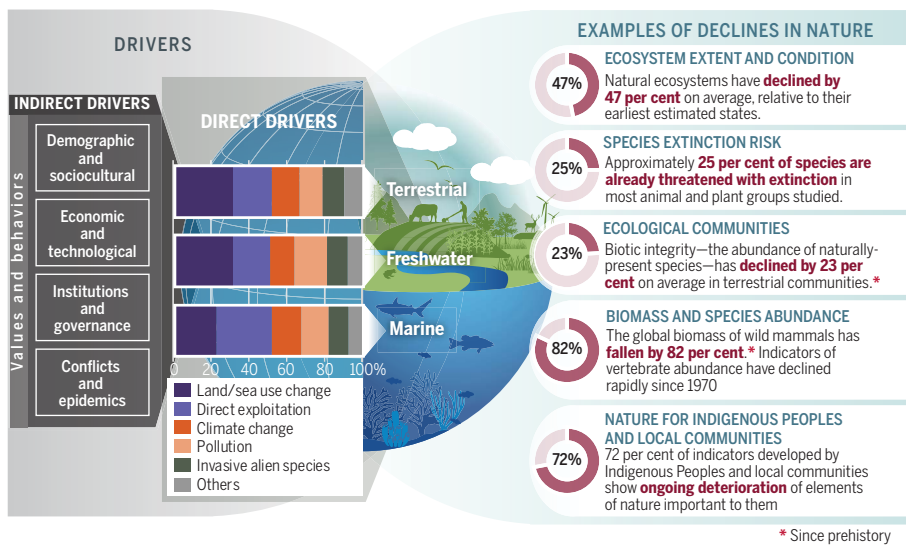 DRIVERS
INDIRECT DRIVERS
Values and behaviors
Demographic
and
sociocultural
Economic
and
technological
Institutions
and
governance
Conflicts
and
epidemics
DIRECT DRIVERS
Terrestrial
Freshwater
Marine
0 20 40 60 80 100%
Land/sea use change
Direct exploitation
Climate change
Pollution
Invasive alien species
Others
EXAMPLES OF DECLINES IN NATURE
47%
ECOSYSTEM EXTENT AND CONDITION
Natural ecosystems have declined by
47 per cent on average, relative to their
earliest estimated states.
25%
SPECIES EXTINCTION RISK
Approximately 25 per cent of species are
already threatened with extinction in
most animal and plant groups studied.
23%
ECOLOGICAL COMMUNITIES
Biotic integrity—the abundance of naturally-
present species—has declined by 23 per
cent on average in terrestrial communities.*
82%
BIOMASS AND SPECIES ABUNDANCE
The global biomass of wild mammals has
fallen by 82 per cent.* Indicators of
vertebrate abundance have declined
rapidly since 1970
72%
NATURE FOR INDIGENOUS PEOPLES
AND LOCAL COMMUNITIES
72 per cent of indicators developed by
Indigenous Peoples and local communities
show ongoing deterioration of elements
of nature important to them
* Since prehistory